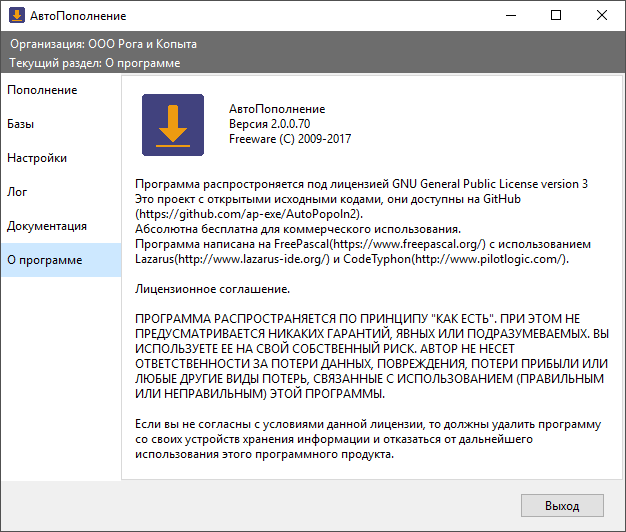 АвтоПополнение
Организация: ООО Рога и Копыта
Текущий раздел: О программе
Пополнение
Базы
Настройки
Лог
Документация
О программе
АвтоПополнение
Версия 2.0.0.70
Freeware (C) 2009-2017
Программа распространяется под лицензией GNU General Public License version 3
Это проект с открытыми исходными кодами, они доступны на GitHub
(https://github.com/ap-exe/AutoPopoln2).
Абсолютна бесплатна для коммерческого использования.
Программа написана на FreePascal(https://www.freepascal.org/) с использованием
Lazarus(http://www.lazarus-ide.org/) и CodeTyphon(http://www.pilotlogic.com/).
Лицензионное соглашение.
ПРОГРАММА РАСПРОСТРАНЯЕТСЯ ПО ПРИНЦИПУ "КАК ЕСТЬ". ПРИ ЭТОМ НЕ
ПРЕДУСМАТРИВАЕТСЯ НИКАКИХ ГАРАНТИЙ, ЯВНЫХ ИЛИ ПОДРАЗУМЕВАЕМЫХ. ВЫ
ИСПОЛЬЗУЕТЕ ЕЕ НА СВОЙ СОБСТВЕННЫЙ РИСК. АВТОР НЕ НЕСЕТ
ОТВЕТСТВЕННОСТИ ЗА ПОТЕРИ ДАННЫХ, ПОВРЕЖДЕНИЯ, ПОТЕРИ ПРИБЫЛИ ИЛИ
ЛЮБЫЕ ДРУГИЕ ВИДЫ ПОТЕРЬ, СВЯЗАННЫЕ С ИСПОЛЬЗОВАНИЕМ (ПРАВИЛЬНЫМ
ИЛИ НЕПРАВИЛЬНЫМ) ЭТОЙ ПРОГРАММЫ.
Если вы не согласны с условиями данной лицензии, то должны удалить программу
со своих устройств хранения информации и отказаться от дальнейшего
использования этого программного продукта.
Выход